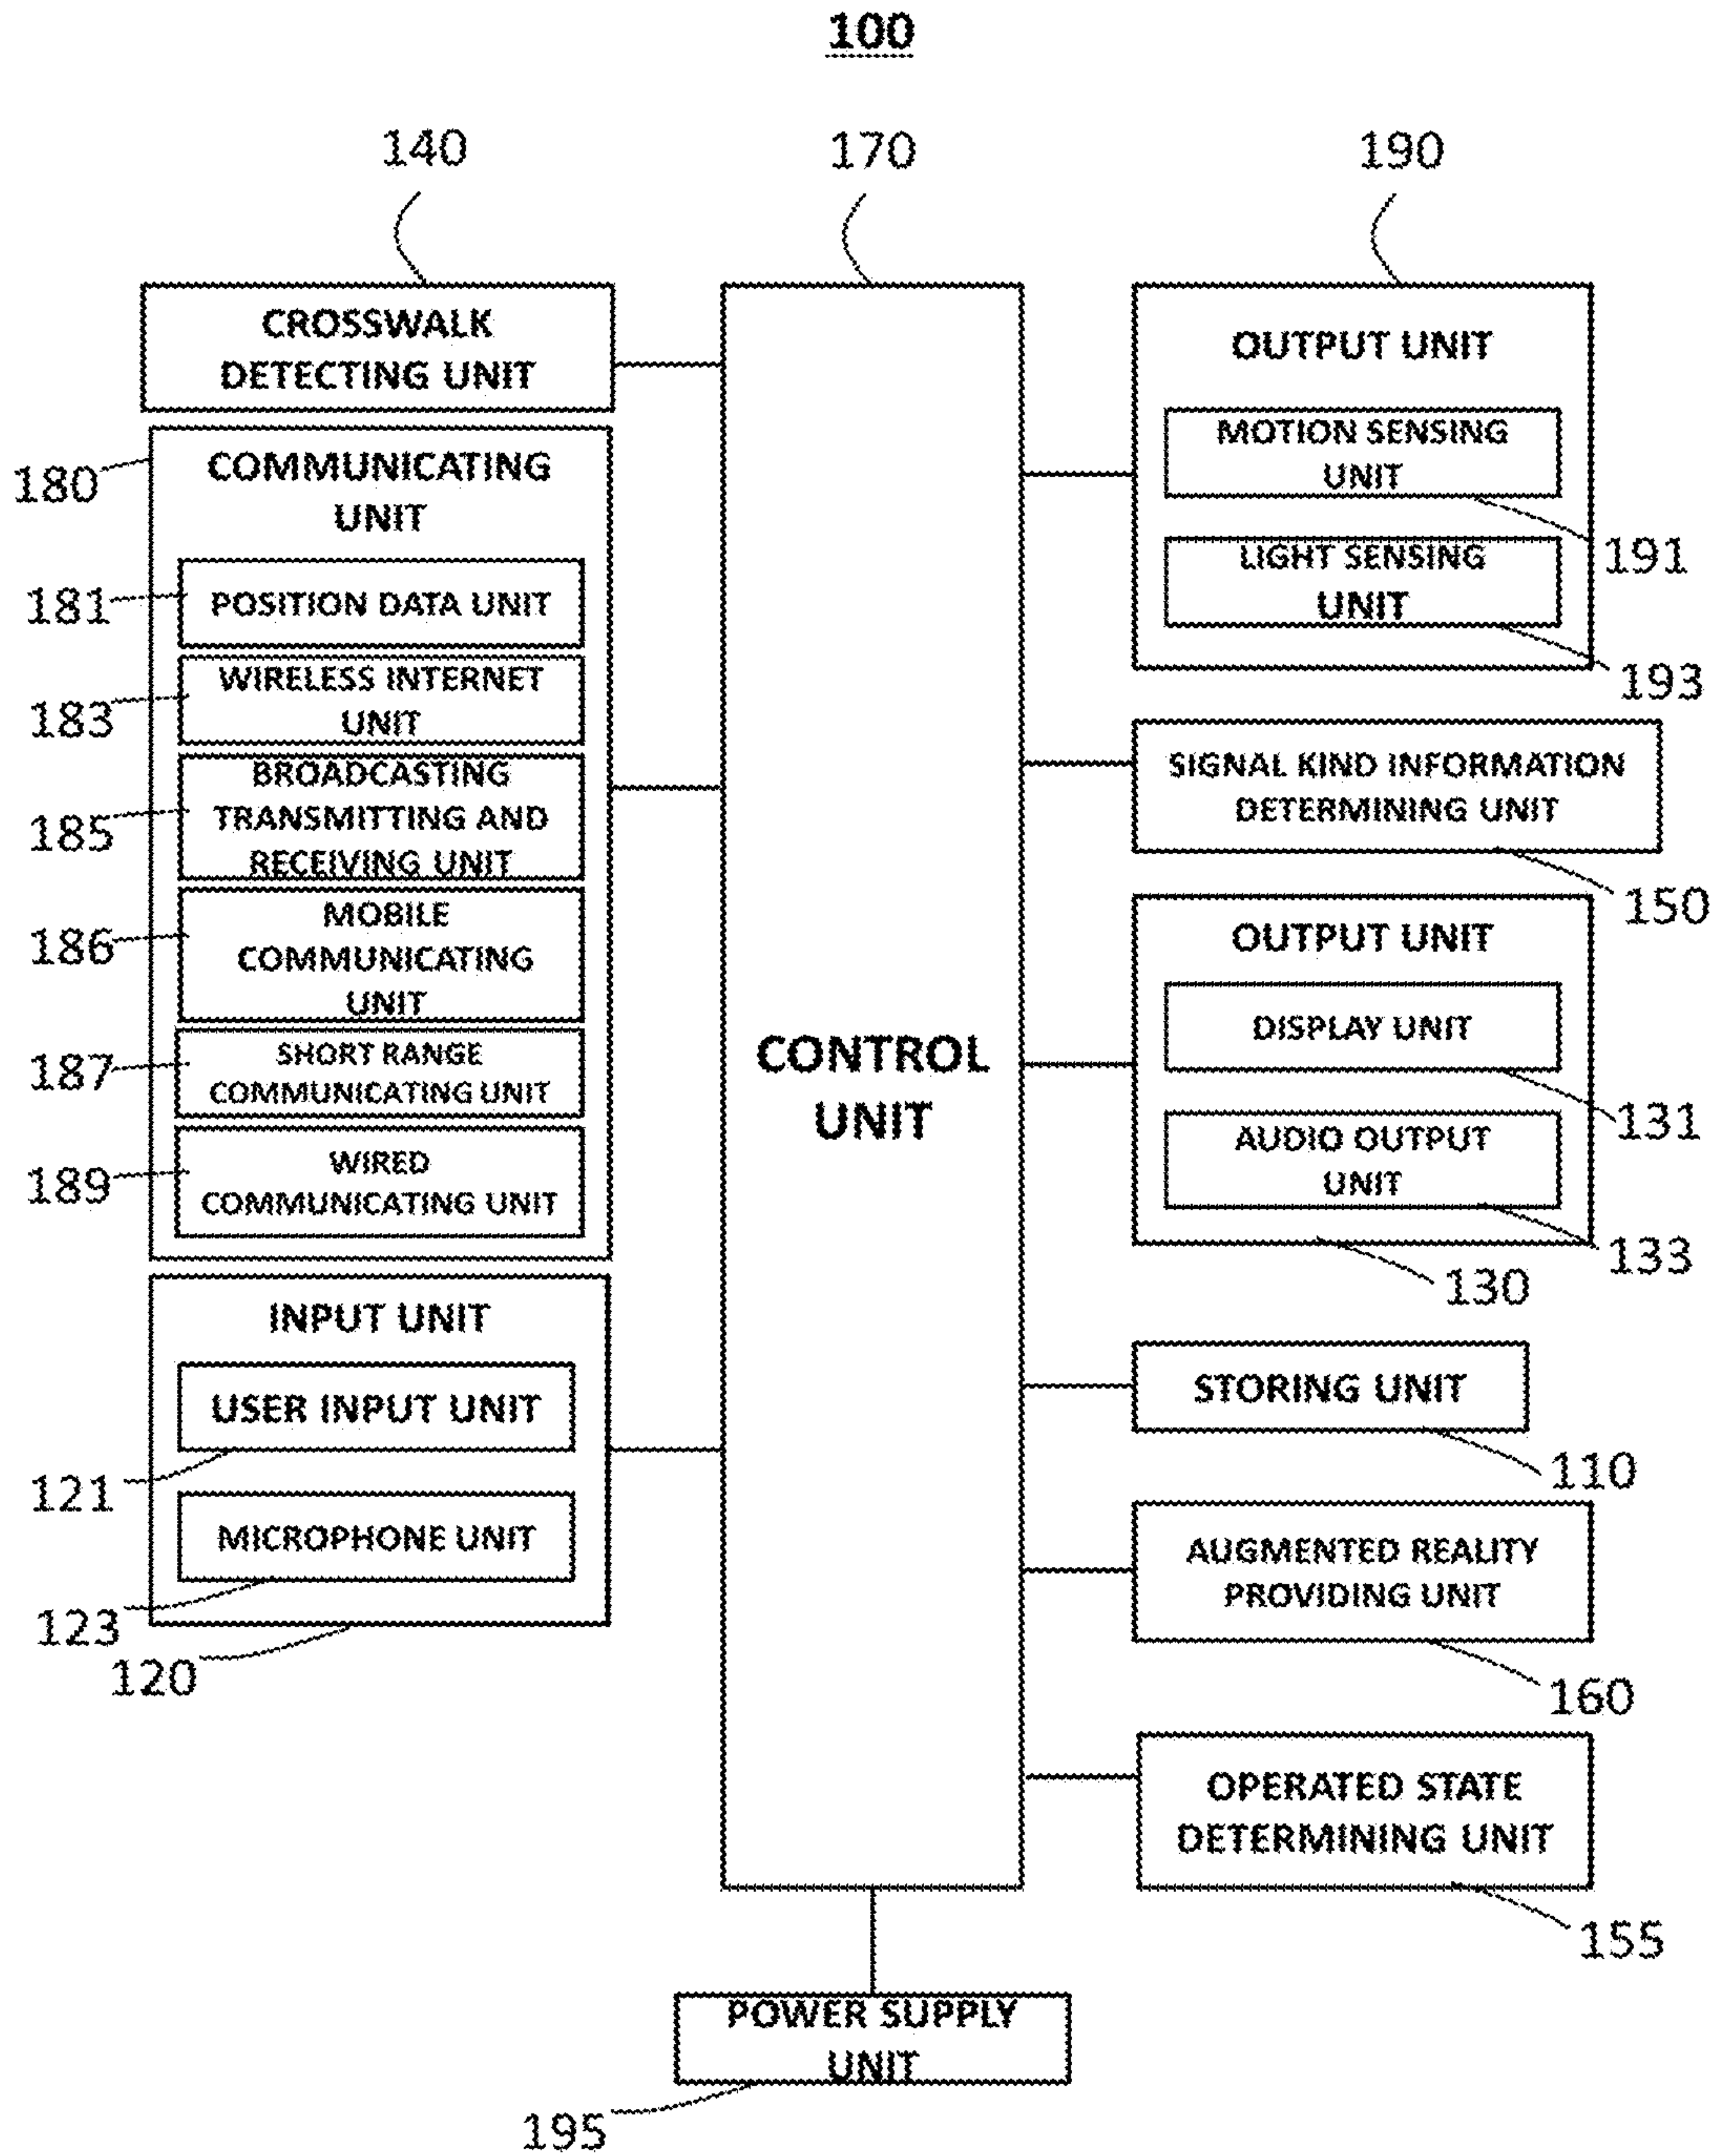 100
140
170
190
CROSSWALK
DETECTING UNIT
180
COMMUNICATING
UNIT
181
POSITION DATA UNIT
183
WIRELESS INTERNET
UNIT
185
BROADCASTING
TRANSMITTING AND
RECEIVING UNIT
186
MOBILE
COMMUNICATING
UNIT
187
SHORT RANGE
COMMUNICATING UNIT
189
WIRED
COMMUNICATING UNIT
INPUT UNIT
USER INPUT UNIT
121
MICROPHONE UNIT
123
120
CONTROL
UNIT
OUTPUT UNIT
MOTION SENSING
UNIT
191
LIGHT SENSING
UNIT
193
SIGNAL KIND INFORMATION
DETERMINING UNIT
150
OUTPUT UNIT
DISPLAY UNIT
131
AUDIO OUTPUT
UNIT
133
130
STORING UNIT
110
AUGMENTED REALITY
PROVIDING UNIT
160
OPERATED STATE
DETERMINING UNIT
155
POWER SUPPLY
UNIT
195